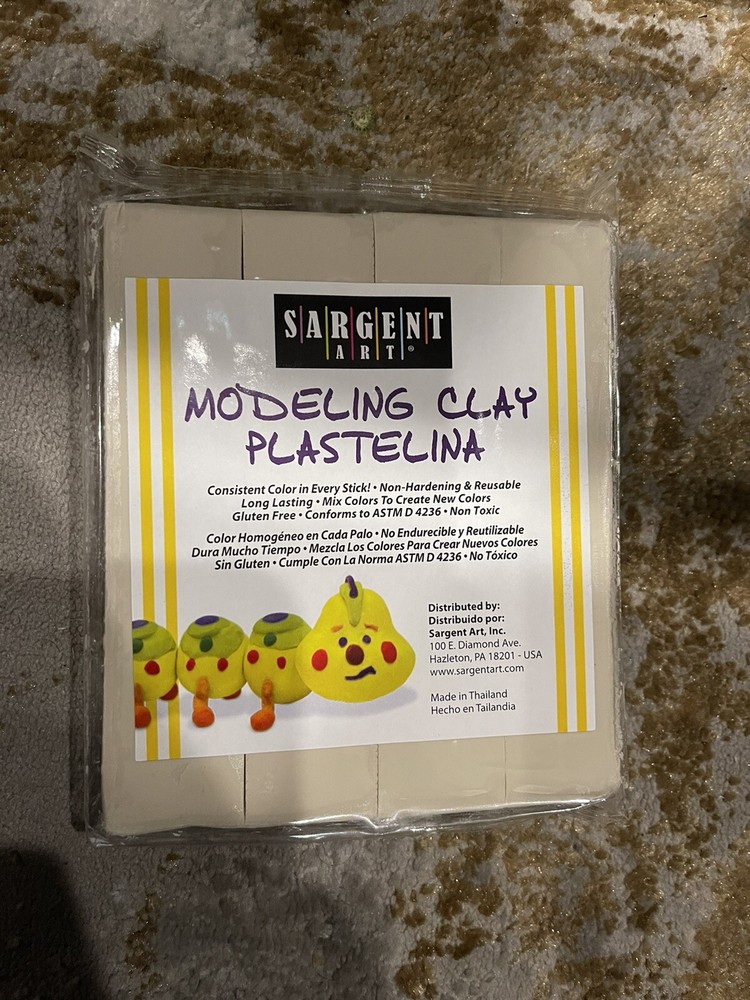 SARGENT
ART®
MODELING CLAY
PLASTELINA
Consistent Color in Every Stick! • Non-Hardening & Reusable
Long Lasting • Mix Colors To Create New Colors
Gluten Free • Conforms to ASTM D 4236 • Non Toxic
Color Homogéneo en Cada Palo • No Endurecible y Reutilizable
Dura Mucho Tiempo • Mezcla Los Colores Para Crear Nuevos Colores
Sin Gluten • Cumple Con La Norma ASTM D 4236 • No Tóxico
Distributed by:
Distribuido por:
Sargent Art, Inc.
100 E. Diamond Ave.
Hazleton, PA 18201 - USA
www.sargentart.com
Made in Thailand
Hecho en Tailandia